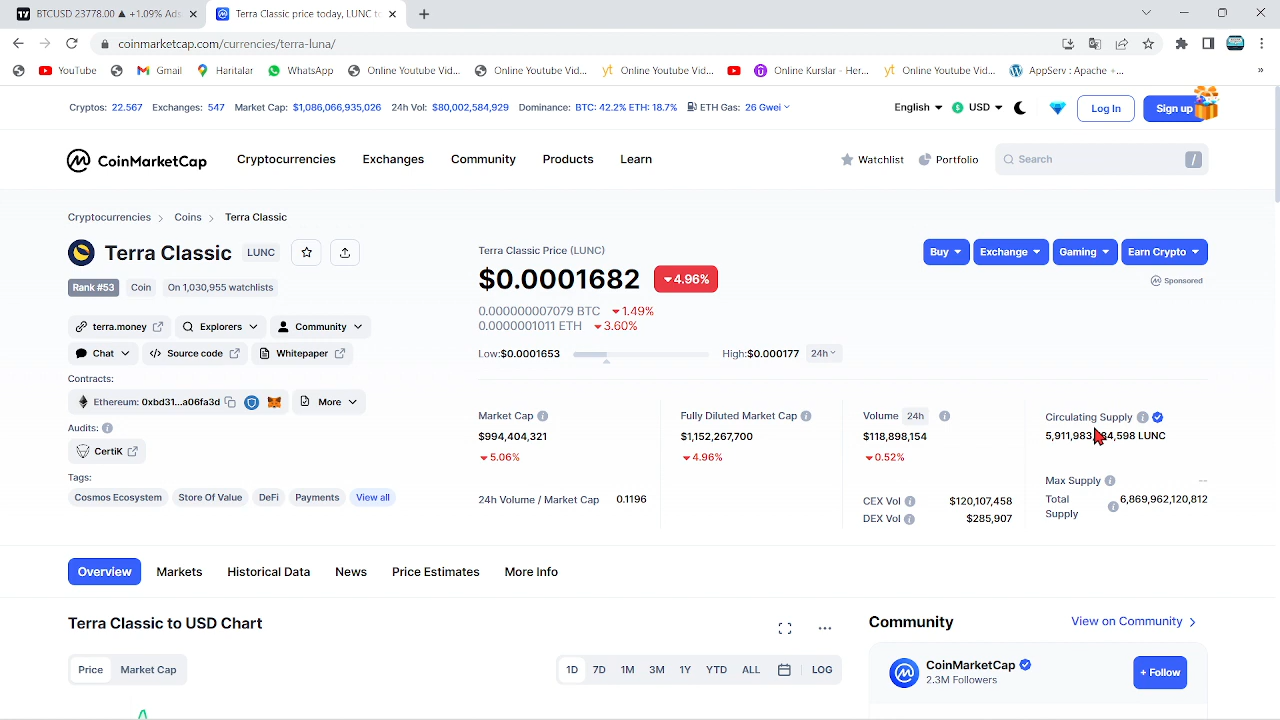 BTCUSD 23778.00 ▲ +1.09% Ads
Terra Classic price today, LUNC to
coinmarketcap.com/currencies/terra-luna/
YouTube
Gmail
Haritalar
WhatsApp
Online Youtube Vid...
Online Youtube Vid...
Online Youtube Vid...
Online Kurslar - Her...
Online Youtube Vid...
AppServ : Apache +...
»
Cryptos: 22.567 Exchanges: 547 Market Cap: $1,086,066,935,026 24h Vol: $80,002,584,929 Dominance: BTC: 42.2% ETH: 18.7% ETH Gas: 26 Gwei
English
USD
Log In
Sign up
CoinMarketCap
Cryptocurrencies
Exchanges
Community
Products
Learn
Watchlist
Portfolio
Search
/
Cryptocurrencies > Coins > Terra Classic
Terra Classic LUNC
Rank #53
Coin
On 1,030,955 watchlists
terra.money
Explorers
Community
Chat
Source code
Whitepaper
Contracts:
Ethereum: 0xbd31...a06fa3d
More
Audits:
CertiK
Tags:
Cosmos Ecosystem
Store Of Value
DeFi
Payments
View all
Terra Classic Price (LUNC)
$0.0001682
4.96%
0.000000007079 BTC 1.49%
0.0000001011 ETH 3.60%
Low:$0.0001653
High:$0.000177
24h
Buy
Exchange
Gaming
Earn Crypto
Sponsored
Market Cap
$994,404,321
5.06%
24h Volume / Market Cap 0.1196
Fully Diluted Market Cap
$1,152,267,700
4.96%
Volume 24h
$118,898,154
0.52%
CEX Vol $120,107,458
DEX Vol $285,907
Circulating Supply
LUNC
Max Supply --
Total Supply 6,869,962,120,812
Overview
Markets
Historical Data
News
Price Estimates
More Info
Terra Classic to USD Chart
Price
Market Cap
1D
7D
1M
3M
1Y
YTD
ALL
LOG
Community
View on Community
CoinMarketCap
2.3M Followers
+ Follow